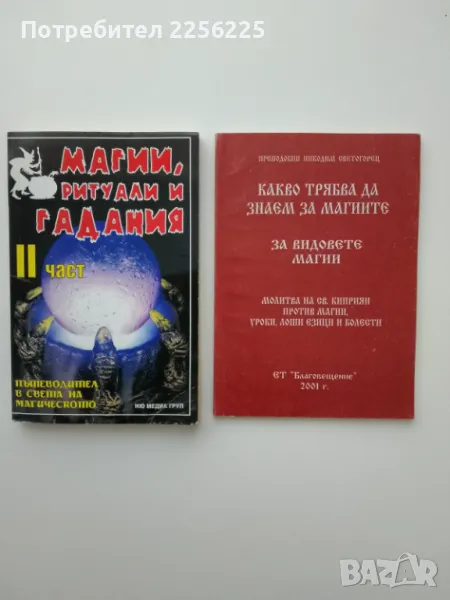 Потребител 2256225
МАГИИ,
РИТУАЛИ И
ГАДАНИЯ
II ЧАСТ
ПЪТЕВОДИТЕЛ
В СВЕТА НА
МАГИЧЕСКОТО
НЮ МЕДИА ГРУП
ПРЕПОДОБНИ НИКОДИМ СВЕТОГОРЕЦ
КАКВО ТРЯБВА ДА
ЗНАЕМ ЗА МАГИИТЕ
ЗА ВИДОВЕТЕ
МАГИИ
МОЛИТВА НА СВ. КИПРИЯН
ПРОТИВ МАГИИ,
УРОКИ, ЛОШИ ЕЗИЦИ И БОЛЕСТИ
ЕТ "Благовещение"
2001 г.
bazar